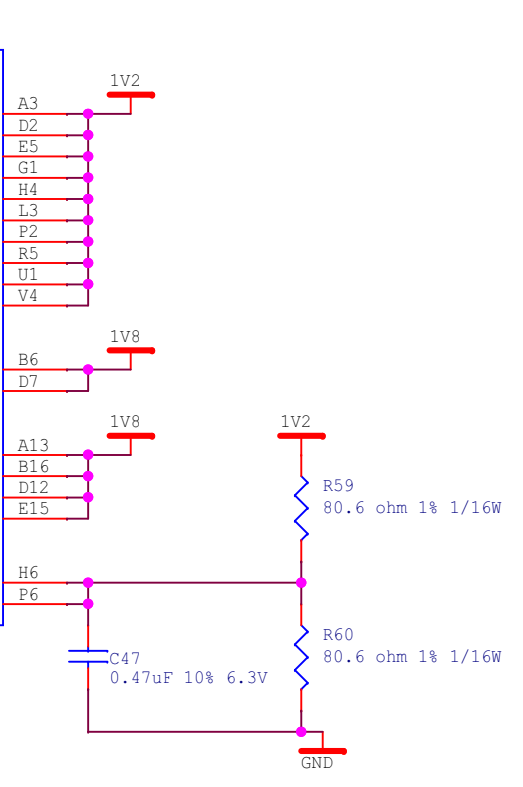 1V2
A3
D2
E5
G1
H4
L3
P2
R5
U1
V4
1V8
B6
D7
1V8
1V2
A13
B16
D12
E15
R59
80.6 ohm 1% 1/16W
H6
P6
R60
80.6 ohm 1% 1/16W
C47
0.47uF 10% 6.3V
GND